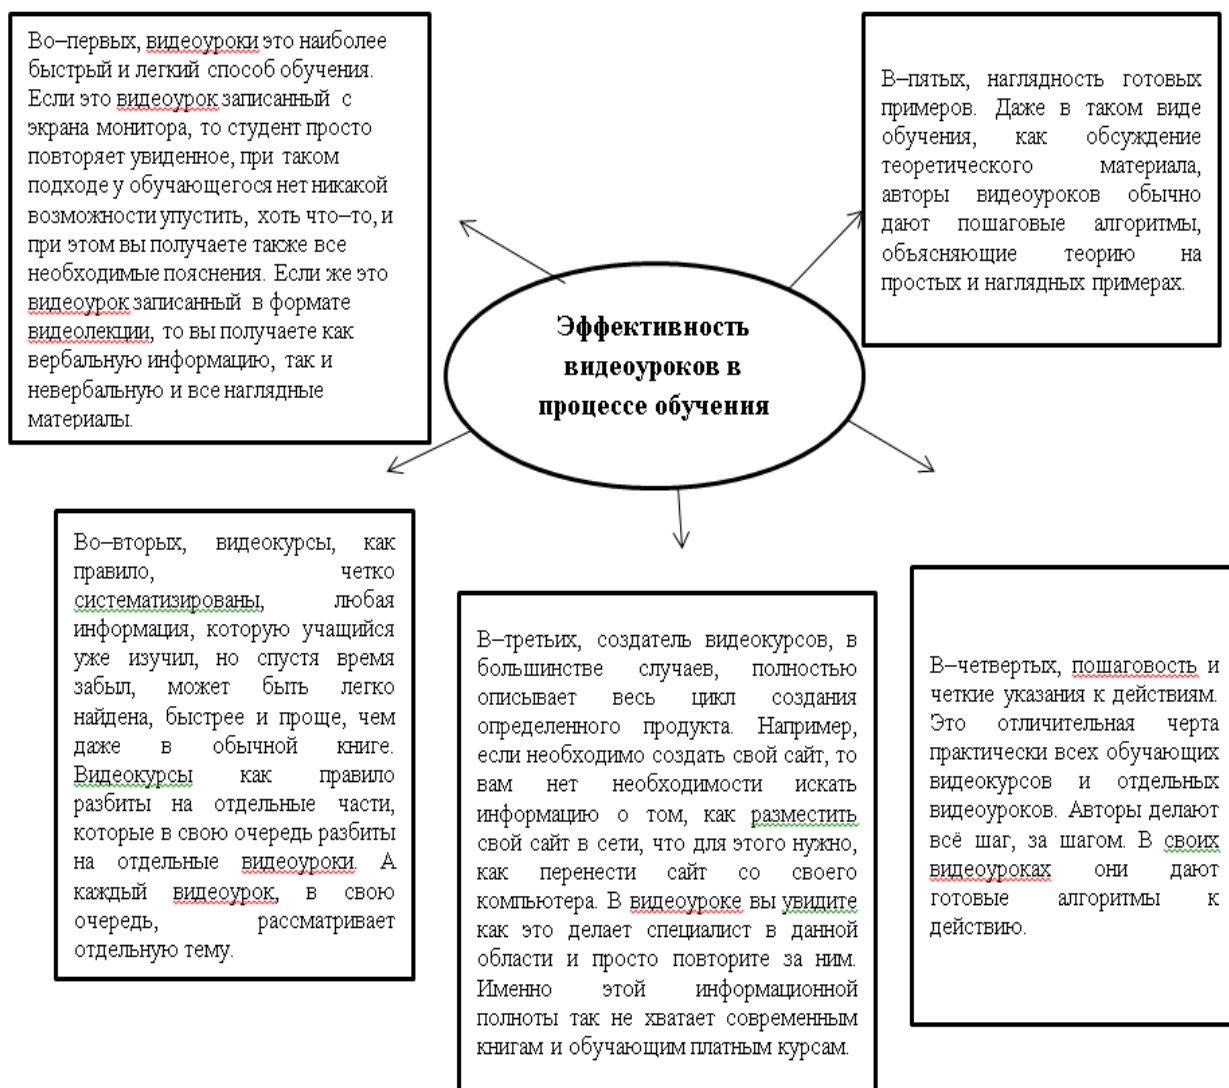 Во–первых, видеоуроки это наиболее
быстрый и легкий способ обучения.
Если это видеоурок записанный с
экрана монитора, то студент просто
повторяет увиденное, при таком
подходе у обучающегося нет никакой
возможности упустить, хоть что–то, и
при этом вы получаете также все
необходимые пояснения. Если же это
видеоурок записанный в формате
видеолекции, то вы получаете как
вербальную информацию, так и
невербальную и все наглядные
материалы.
Эффективность
видеоуроков в
процессе обучения
В–пятых, наглядность готовых
примеров. Даже в таком виде
обучения, как обсуждение
теоретического материала,
авторы видеоуроков обычно
дают пошаговые алгоритмы,
объясняющие теорию на
простых и наглядных примерах.
Во–вторых, видеокурсы, как
правило, четко
систематизированы, любая
информация, которую учащийся
уже изучил, но спустя время
забыл, может быть легко
найдена, быстрее и проще, чем
даже в обычной книге.
Видеокурсы как правило
разбиты на отдельные части,
которые в свою очередь разбиты
на отдельные видеоуроки. А
каждый видеоурок, в свою
очередь, рассматривает
отдельную тему.
В–третьих, создатель видеокурсов, в
большинстве случаев, полностью
описывает весь цикл создания
определенного продукта. Например,
если необходимо создать свой сайт, то
вам нет необходимости искать
информацию о том, как разместить
свой сайт в сети, что для этого нужно,
как перенести сайт со своего
компьютера. В видеоуроке вы увидите
как это делает специалист в данной
области и просто повторите за ним.
Именно этой информационной
полноты так не хватает современным
книгам и обучающим платным курсам.
В–четвертых, пошаговость и
четкие указания к действиям.
Это отличительная черта
практически всех обучающих
видеокурсов и отдельных
видеоуроков. Авторы делают
всё шаг, за шагом. В своих
видеоуроках они дают
готовые алгоритмы к
действию.